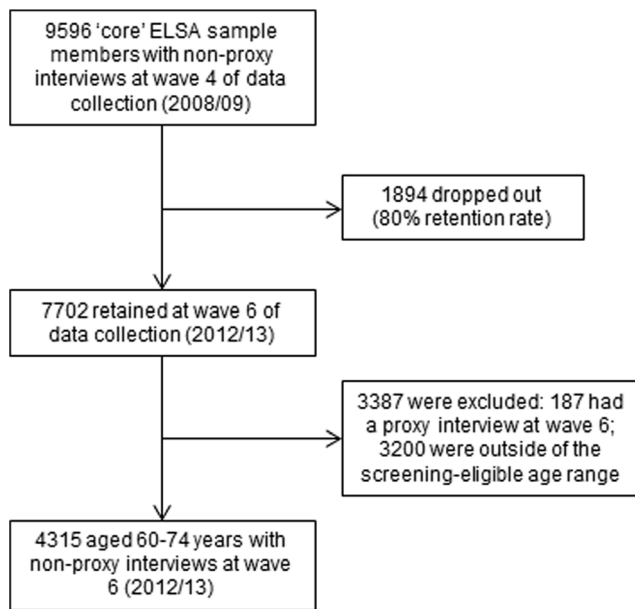 9596 ‘core’ ELSA sample
members with non-proxy
interviews at wave 4 of data
collection (2008/09)
1894 dropped out
(80% retention rate)
7702 retained at wave 6 of
data collection (2012/13)
3387 were excluded: 187 had
a proxy interview at wave 6;
3200 were outside of the
screening-eligible age range
4315 aged 60-74 years with
non-proxy interviews at wave
6 (2012/13)